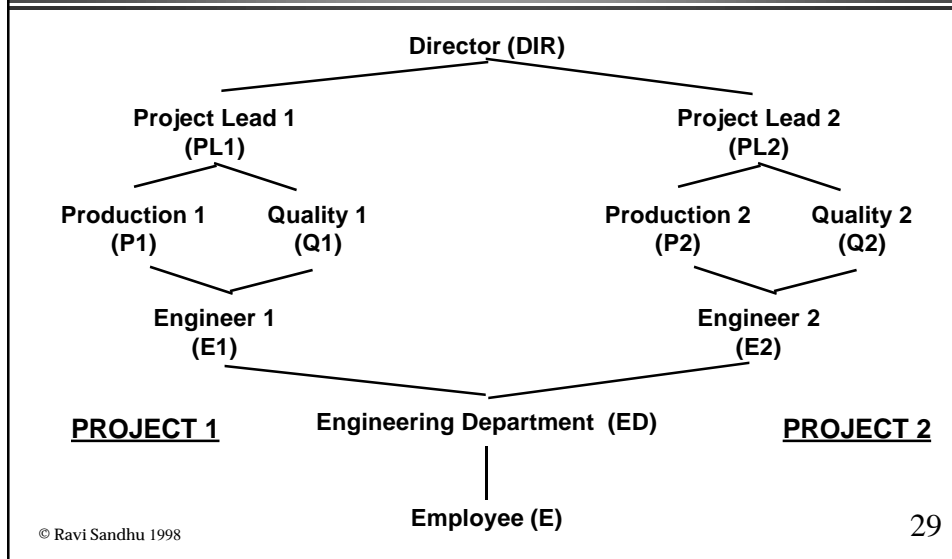 Director (DIR)
Project Lead 1
(PL1)
Project Lead 2
(PL2)
Production 1
(P1)
Quality 1
(Q1)
Production 2
(P2)
Quality 2
(Q2)
Engineer 1
(E1)
Engineer 2
(E2)
PROJECT 1
Engineering Department (ED)
PROJECT 2
Employee (E)
© Ravi Sandhu 1998
29